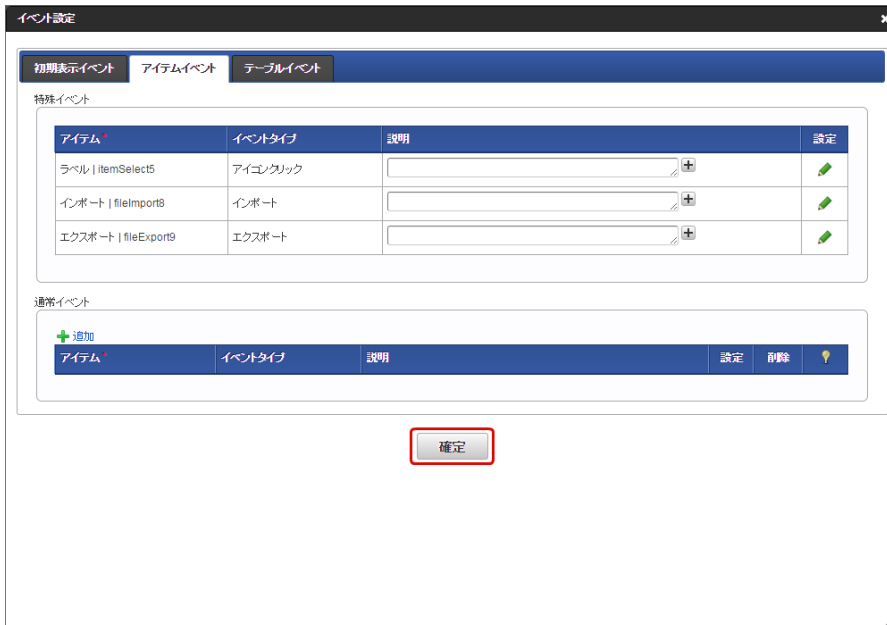 イベント設定
初期表示イベント アイテムイベント テーブルイベント
特殊イベント
アイテム* イベントタイプ 説明 設定
ラベル | itemSelect5 アイコンクリック
インポート | fileImport8 インポート
エクスポート | fileExport9 エクスポート
通常イベント
追加
アイテム* イベントタイプ 説明 設定 削除
確定